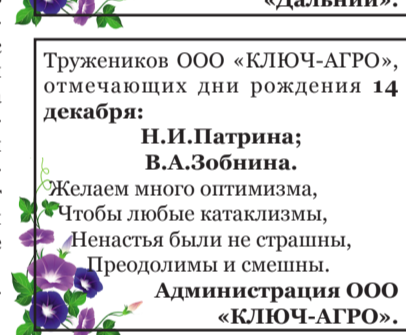 «Дальний».
Тружеников ООО «КЛЮЧ-АГРО»,
отмечающих дни рождения 14
декабря:
Н.И.Патрина;
В.А.Зобнина.
Желаем много оптимизма,
Чтобы любые катаклизмы,
Ненастья были не страшны,
Преодолимы и смешны.
Администрация ООО
«КЛЮЧ-АГРО».